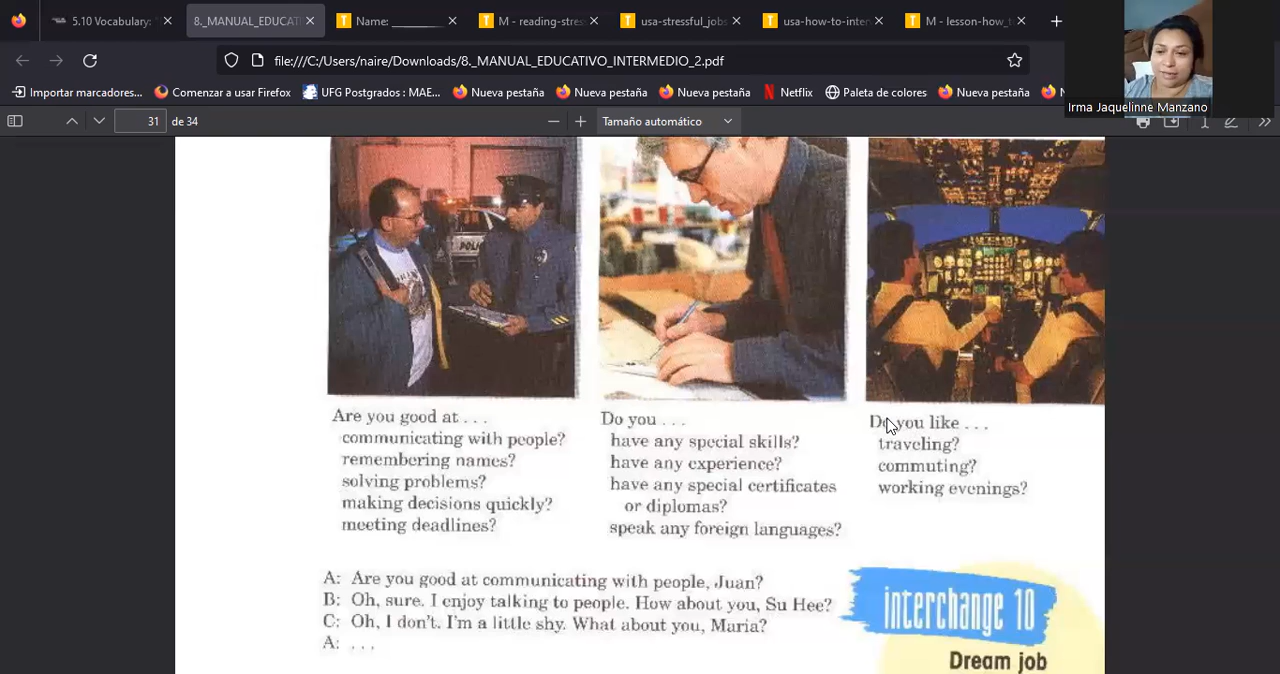 5.10 Vocabulary:
8._MANUAL_EDUCATI
Name: ________
M - reading-stres
usa-stressful_jobs
usa-how-to-inter
M - lesson-how_t
file:///C:/Users/naire/Downloads/8._MANUAL_EDUCATIVO_INTERMEDIO_2.pdf
Importar marcadores...
Comenzar a usar Firefox
UFG Postgrados : MAE...
Nueva pestaña
Nueva pestaña
Nueva pestaña
Netflix
Paleta de colores
Nueva pestaña
Irma Jaquelinne Manzano
31 de 34
Tamaño automático
POLICE
Are you good at . . .
communicating with people?
remembering names?
solving problems?
making decisions quickly?
meeting deadlines?
Do you . . .
have any special skills?
have any experience?
have any special certificates
or diplomas?
speak any foreign languages?
Do you like . . .
traveling?
commuting?
working evenings?
A: Are you good at communicating with people, Juan?
B: Oh, sure. I enjoy talking to people. How about you, Su Hee?
C: Oh, I don't. I'm a little shy. What about you, Maria?
A: . . .
interchange 10
Dream job